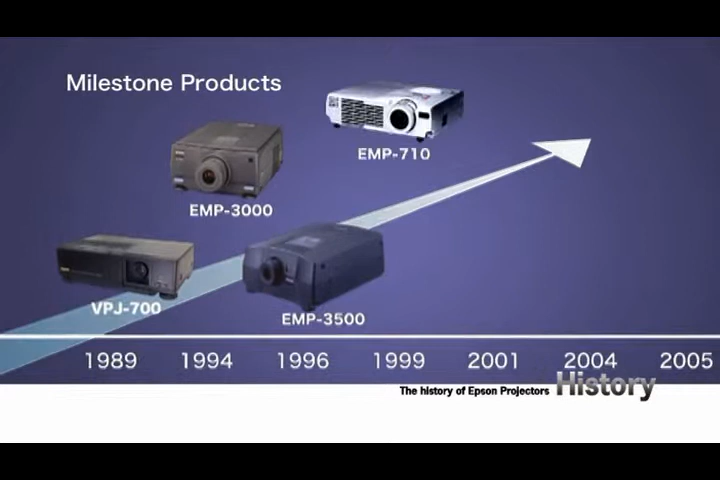 Milestone Products
EMP-710
EMP-3000
VPJ-700
EMP-3500
1989 1994 1996 1999 2001 2004 2005
The history of Epson Projectors History